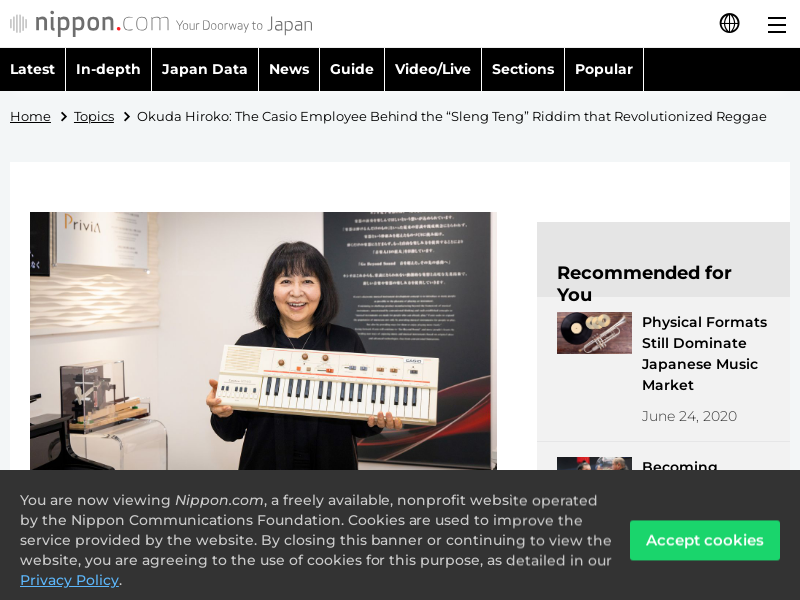 nippon.com Your Doorway to Japan
Latest In-depth Japan Data News Guide Video/Live Sections Popular
Home Topics Okuda Hiroko: The Casio Employee Behind the “Sleng Teng” Riddim that Revolutionized Reggae
Privia
Recommended for
You
Physical Formats
Still Dominate
Japanese Music
Market
June 24, 2020
Becoming
You are now viewing Nippon.com, a freely available, nonprofit website operated
by the Nippon Communications Foundation. Cookies are used to improve the
service provided by the website. By closing this banner or continuing to view the
website, you are agreeing to the use of cookies for this purpose, as detailed in our
Privacy Policy.
Accept cookies